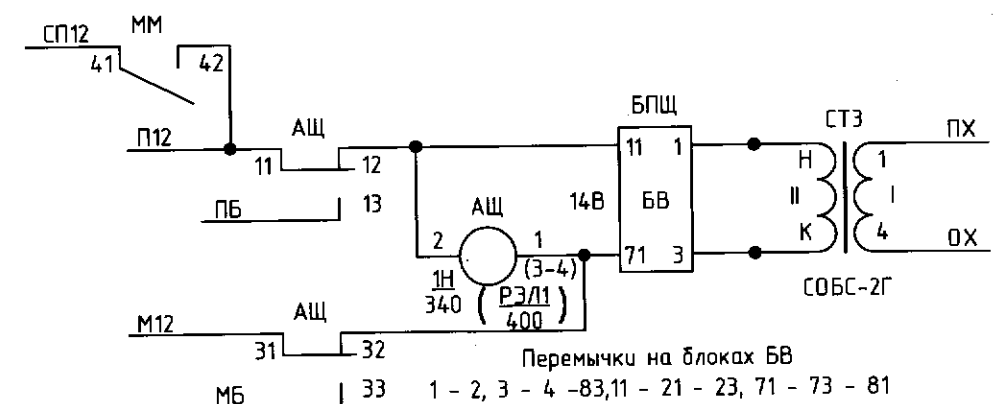 СП12 ММ
41 42
БПЩ
П12 АЩ СТ3 ПХ
11 12 11 1 Н 1
13 14В БВ II I
ПБ АЩ
2 1 71 3 К 4 ОХ
(3-4)
1Н
340 (РЭЛ1
400) СОБС-2Г
М12 АЩ
31 32
Перемычки на блоках БВ
МБ 33 1 - 2, 3 - 4 -83,11 - 21 - 23, 71 - 73 - 81